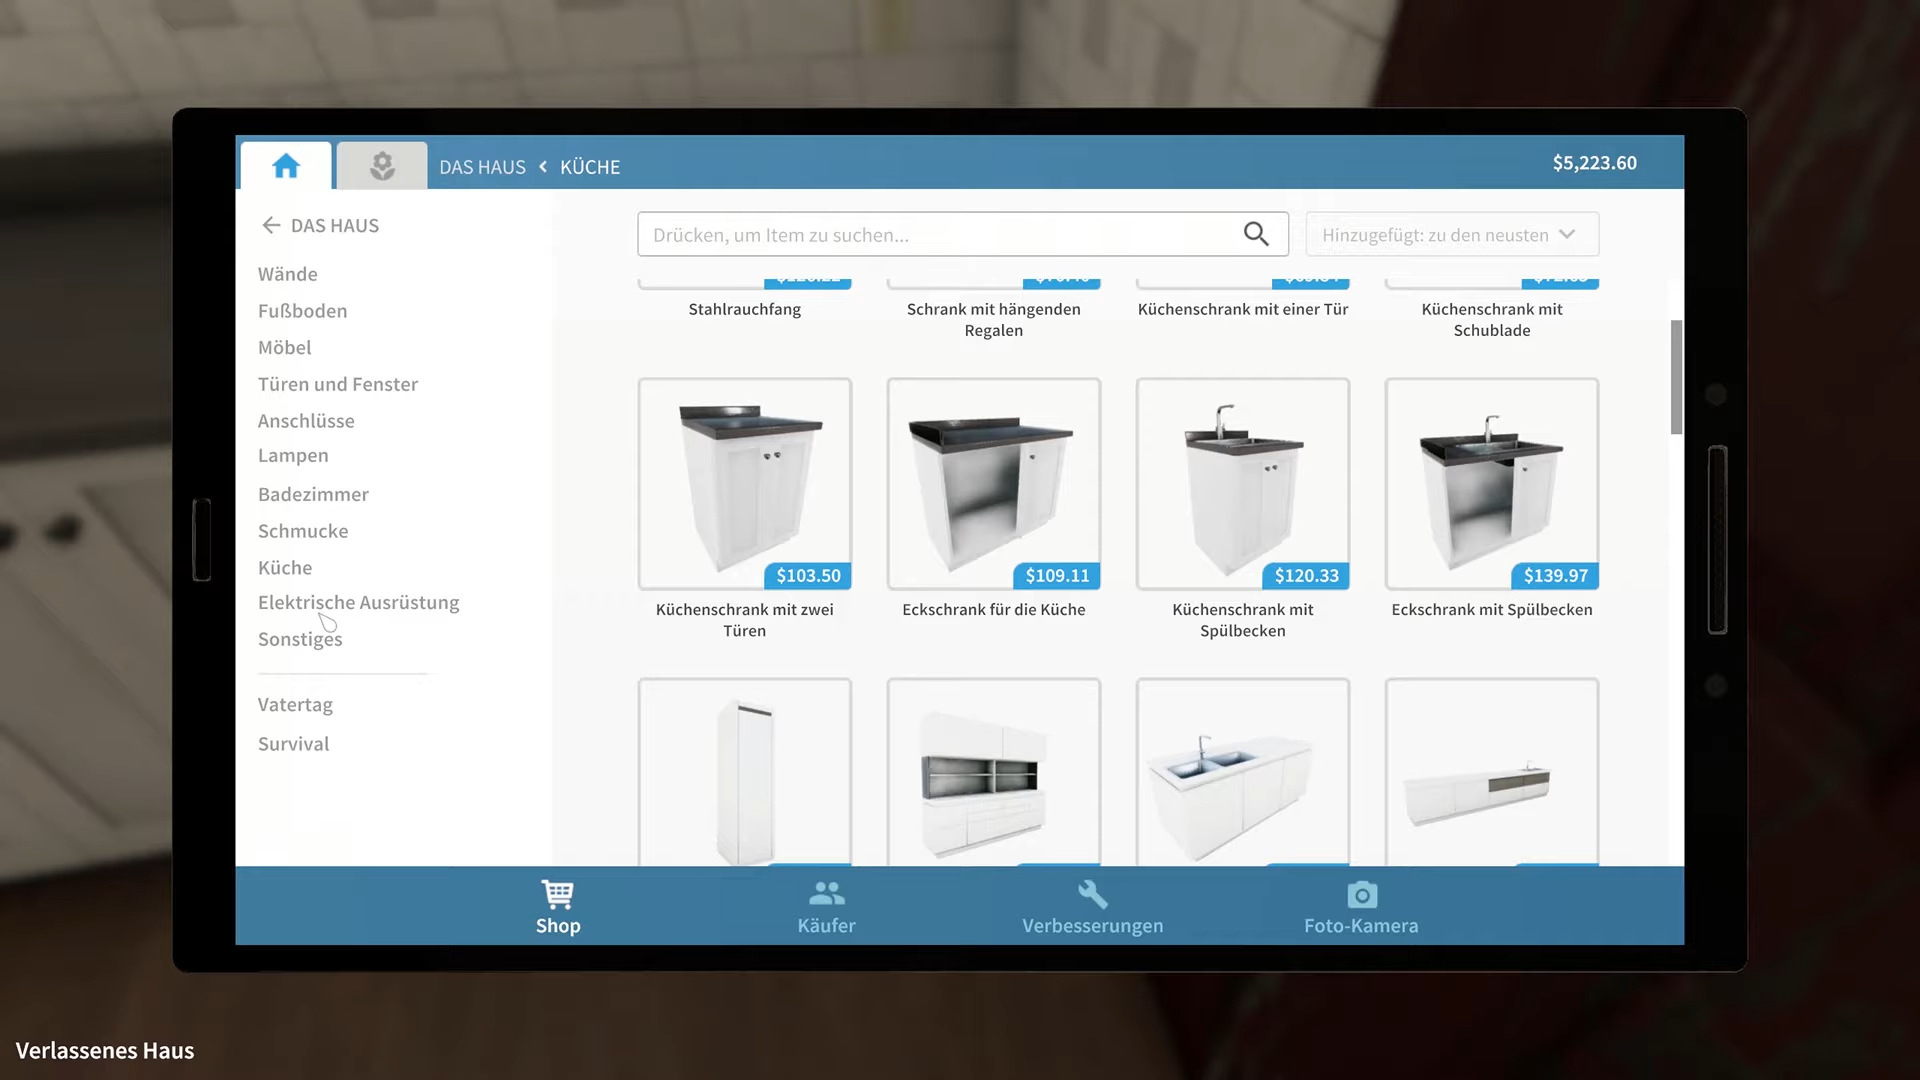 DAS HAUS < KÜCHE
$5,223.60
DAS HAUS
Wände
Fußboden
Möbel
Türen und Fenster
Anschlüsse
Lampen
Badezimmer
Schmucke
Küche
Elektrische Ausrüstung
Sonstiges
Vatertag
Survival
Drücken, um Item zu suchen...
Hinzugefügt: zu den neusten
Stahlrauchfang
Schrank mit hängenden
Regalen
Küchenschrank mit einer Tür
Küchenschrank mit
Schublade
$103.50
$109.11
$120.33
$139.97
Küchenschrank mit zwei
Türen
Eckschrank für die Küche
Küchenschrank mit
Spülbecken
Eckschrank mit Spülbecken
Shop
Käufer
Verbesserungen
Foto-Kamera
Verlassenes Haus